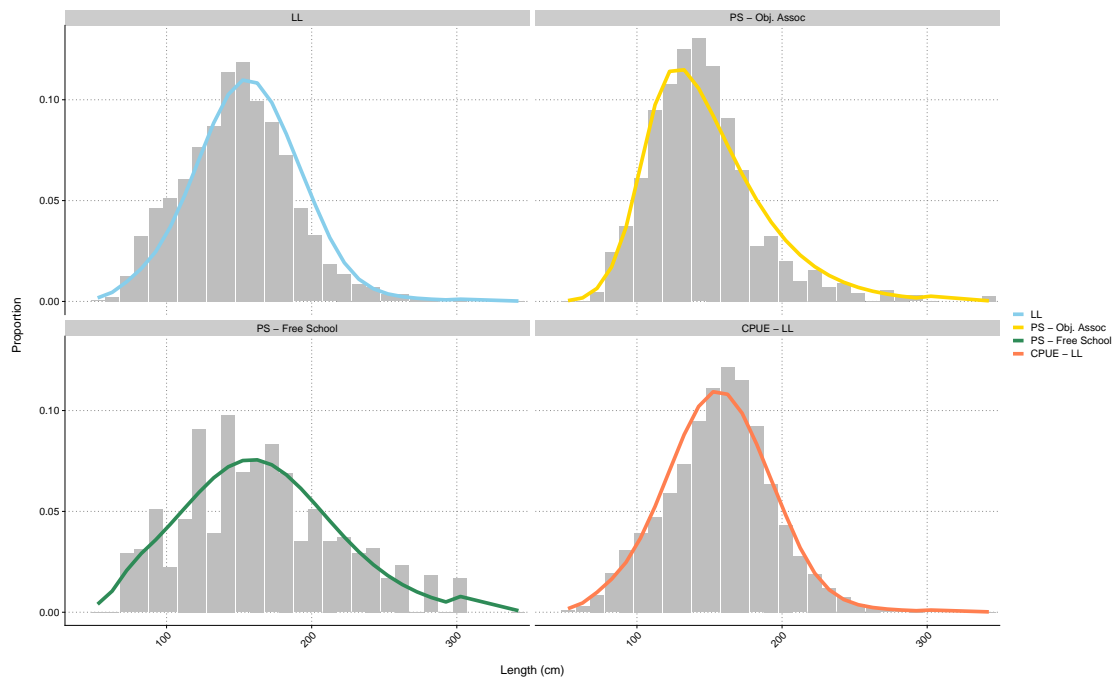 LL
PS − Obj. Assoc
0.10
0.05
0.00
PS − Free School
CPUE − LL
0.10
0.05
0.00
100
200
300
100
200
300
Length (cm)
Proportion
LL
PS − Obj. Assoc
PS − Free School
CPUE − LL